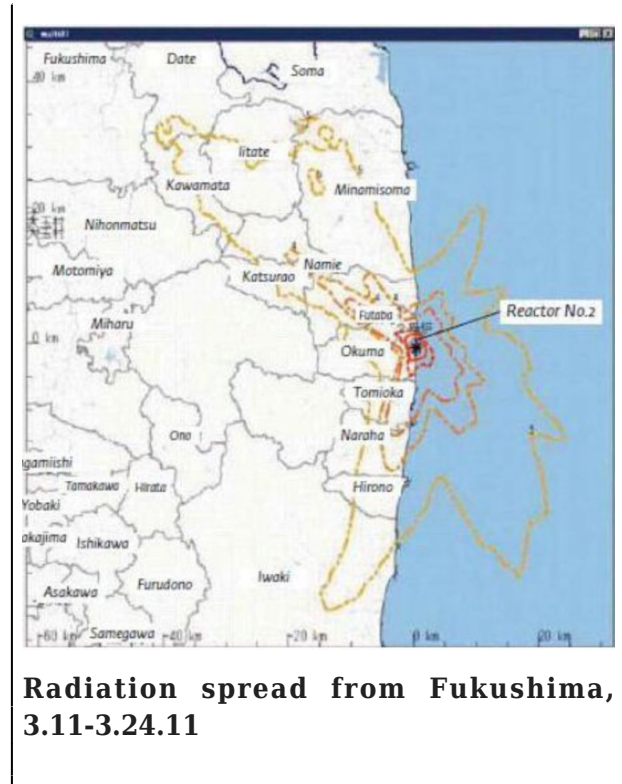 Fukushima
Date
Soma
40 km
Iitate
Kawamata
Minamisoma
20 km
Nihonmatsu
Namie
Katsurao
Motomiya
Futaba
Reactor No.2
Miharu
0 km
Okuma
Tomioka
Ono
Naraha
gamiishi
Tamakawa
Hirata
Hirono
Yobaki
akajima
Ishikawa
Iwaki
Asakawa
Furudono
Samegawa
-60 km
-40 km
-20 km
0 km
20 km
Radiation spread from Fukushima,
3.11-3.24.11